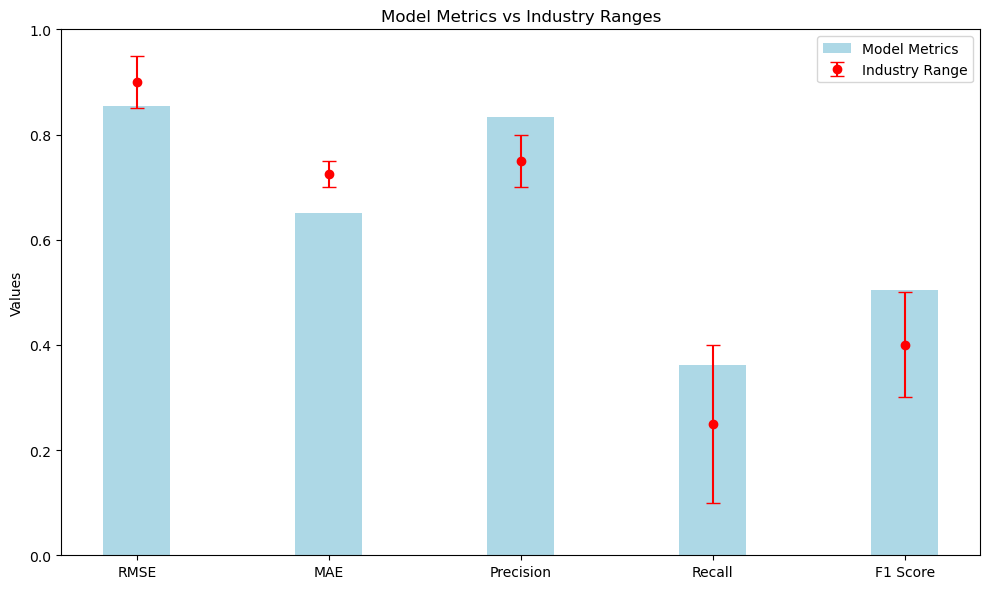 Model Metrics vs Industry Ranges
Model Metrics
Industry Range
Values
1.0
0.8
0.6
0.4
0.2
0.0
RMSE
MAE
Precision
Recall
F1 Score